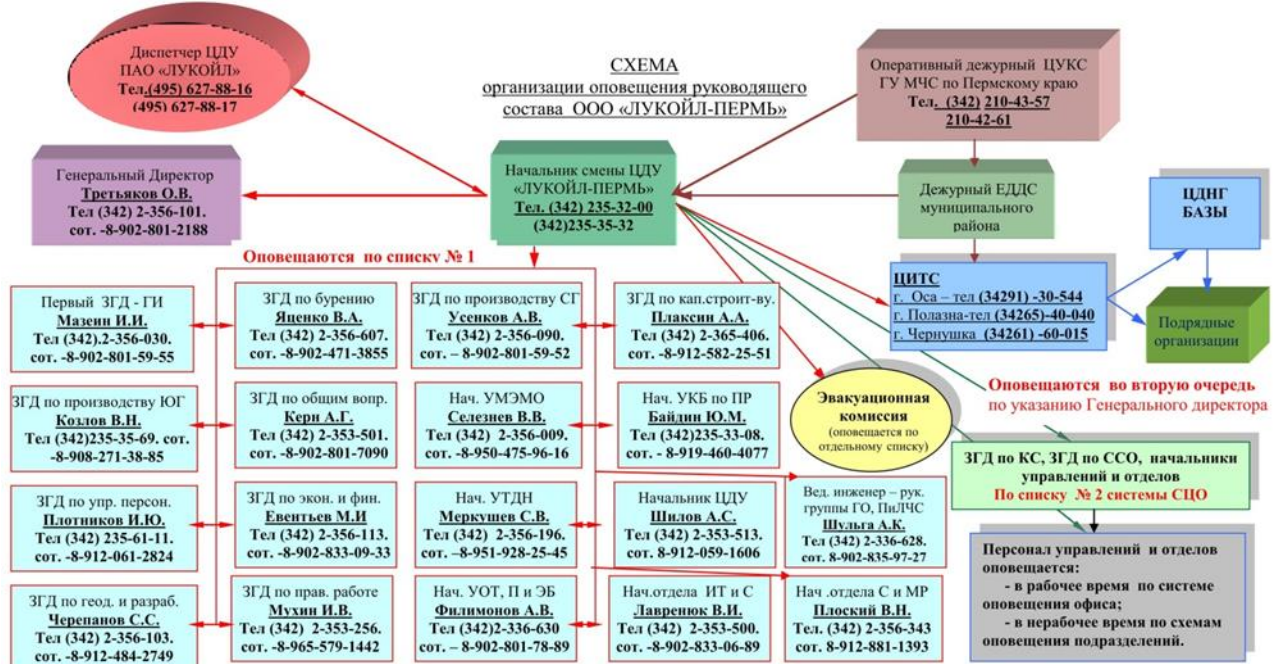 Диспетчер ЦДУ
ПАО «ЛУКОЙЛ»
Тел.(495) 627-88-16
(495) 627-88-17
СХЕМА
организации оповещения руководящего
состава ООО «ЛУКОЙЛ-ПЕРМЬ»
Оперативный дежурный ЦУКС
ГУ МЧС по Пермскому краю
Тел. (342) 210-43-57
210-42-61
Генеральный Директор
Третьяков О.В.
Тел (342) 2-356-101.
сот. -8-902-801-2188
Начальник смены ЦДУ
«ЛУКОЙЛ-ПЕРМЬ»
Тел. (342) 235-32-00
(342)235-35-32
Дежурный ЕДДС
муниципального
района
ЦДНГ
БАЗЫ
Оповещаются по списку № 1
ЦИТС
г. Оса – тел (34291) -30-544
г. Полазна-тел (34265)-40-040
г. Чернушка (34261) -60-015
Подрядные
организации
Первый ЗГД - ГИ
Мазеин И.И.
Тел (342).2-356-030.
сот. -8-902-801-59-55
ЗГД по бурению
Яценко В.А.
Тел (342) 2-356-607.
сот. -8-902-471-3855
ЗГД по производству СГ
Усенков А.В.
Тел (342) 2-356-090.
сот. – 8-902-801-59-52
ЗГД по кап.строит-ву.
Плаксин А.А.
Тел (342) 2-365-406.
сот. -8-912-582-25-51
Эвакуационная
комиссия
(оповещается по
отдельному списку)
Оповещаются во вторую очередь
по указанию Генерального директора
ЗГД по производству ЮГ
Козлов В.Н.
Тел (342)235-35-69. сот.
-8-908-271-38-85
ЗГД по общим вопр.
Керн А.Г.
Тел (342) 2-353-501.
сот. -8-902-801-7090
Нач. УМЭМО
Селезнев В.В.
Тел (342) 2-356-009.
сот. -8-950-475-96-16
Нач. УКБ по ПР
Байдин Ю.М.
Тел (342)235-33-08.
сот. - 8-919-460-4077
ЗГД по КС, ЗГД по ССО, начальники
управлений и отделов
По списку № 2 системы СЦО
ЗГД по упр. персон.
Плотников И.Ю.
Тел (342) 235-61-11.
сот. -8-912-061-2824
ЗГД по экон. и фин.
Евентьев М.И
Тел (342) 2-356-113.
сот. -8-902-833-09-33
Нач. УТДН
Меркушев С.В.
Тел (342) 2-356-196.
сот. –8-951-928-25-45
Начальник ЦДУ
Шилов А.С.
Тел (342) 2-353-513.
сот. 8-912-059-1606
Вед. инженер – рук.
группы ГО, ПиЛЧС
Шульга А.К.
Тел (342) 2-336-628.
сот. 8-902-835-97-27
Персонал управлений и отделов
оповещается:
- в рабочее время по системе
оповещения офиса;
- в нерабочее время по схемам
оповещения подразделений.
ЗГД по геод. и разраб.
Черепанов С.С.
Тел (342) 2-356-103.
сот. -8-912-484-2749
ЗГД по прав. работе
Мухин И.В.
Тел (342) 2-353-256.
сот. -8-965-579-1442
Нач. УОТ, П и ЭБ
Филимонов А.В.
Тел (342)2-336-630
сот. – 8-902-801-78-89
Нач.отдела ИТ и С
Лавренюк В.И.
Тел (342) 2-353-500.
сот. -8-902-833-06-89
Нач .отдела С и МР
Плоский В.Н.
Тел. (342) 2-356-343
сот. 8-912-881-1393